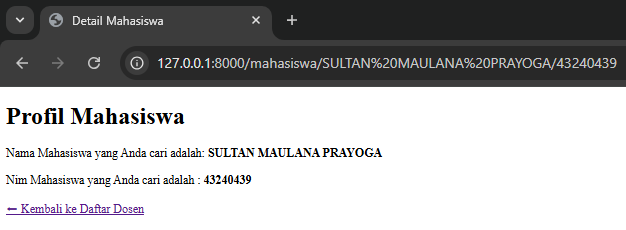 Detail Mahasiswa
127.0.0.1:8000/mahasiswa/SULTAN%20MAULANA%20PRAYOGA/43240439
Profil Mahasiswa
Nama Mahasiswa yang Anda cari adalah: SULTAN MAULANA PRAYOGA
Nim Mahasiswa yang Anda cari adalah : 43240439
← Kembali ke Daftar Dosen